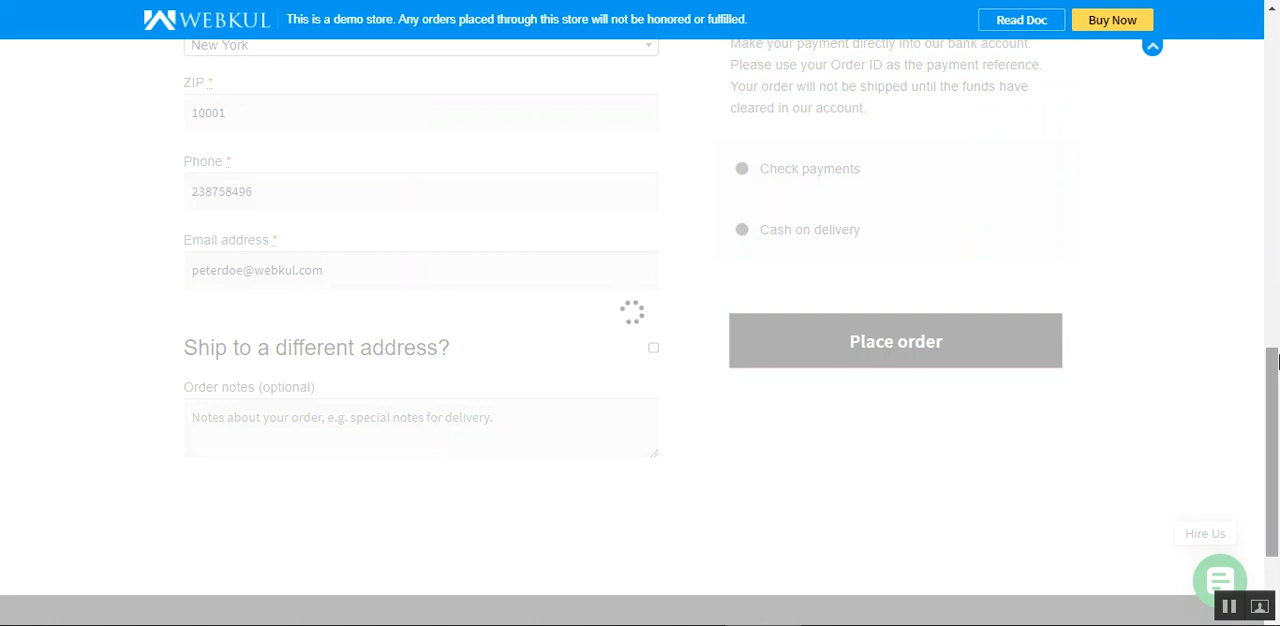 WEBKUL
This is a demo store. Any orders placed through this store will not be honored or fulfilled.
Read Doc
Buy Now
New York
ZIP *
10001
Phone *
238758496
Email address *
peterdoe@webkul.com
Ship to a different address?
Order notes (optional)
Notes about your order, e.g. special notes for delivery.
Make your payment directly into our bank account.
Please use your Order ID as the payment reference.
Your order will not be shipped until the funds have
cleared in our account.
Check payments
Cash on delivery
Place order
Hire Us